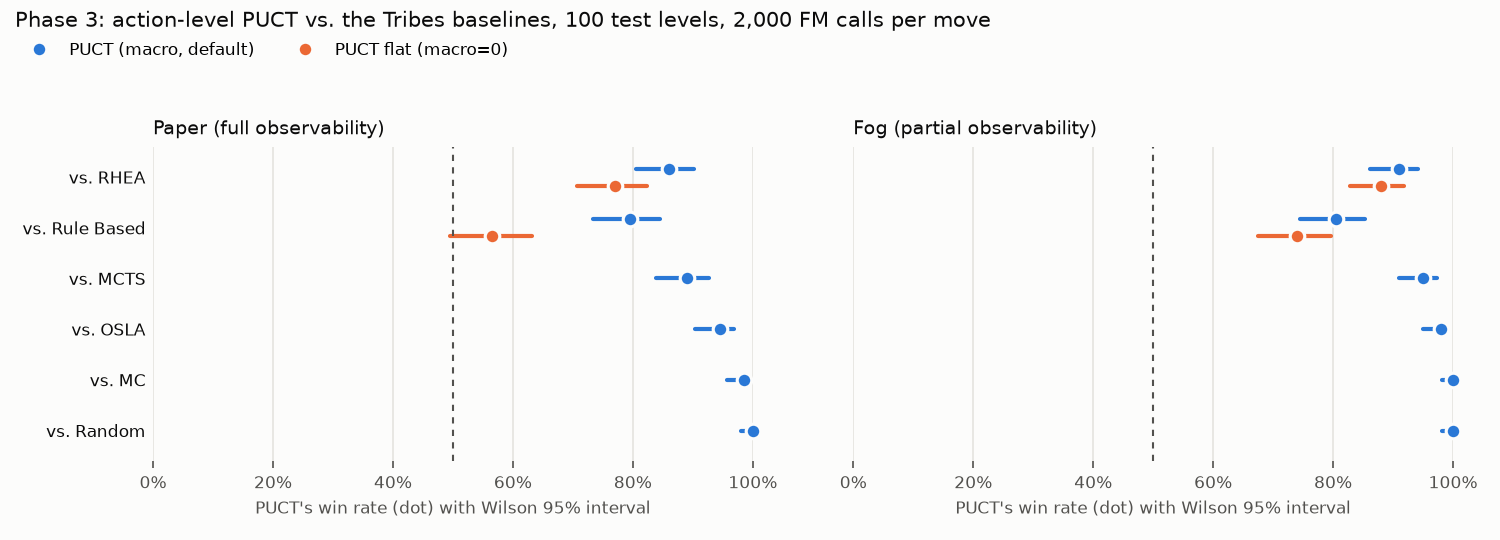 Phase 3: action-level PUCT vs. the Tribes baselines, 100 test levels, 2,000 FM calls per move
PUCT (macro, default)
PUCT flat (macro=0)
Paper (full observability)
Fog (partial observability)
vs. RHEA
vs. Rule Based
vs. MCTS
vs. OSLA
vs. MC
vs. Random
0% 20% 40% 60% 80% 100%
0% 20% 40% 60% 80% 100%
PUCT's win rate (dot) with Wilson 95% interval
PUCT's win rate (dot) with Wilson 95% interval